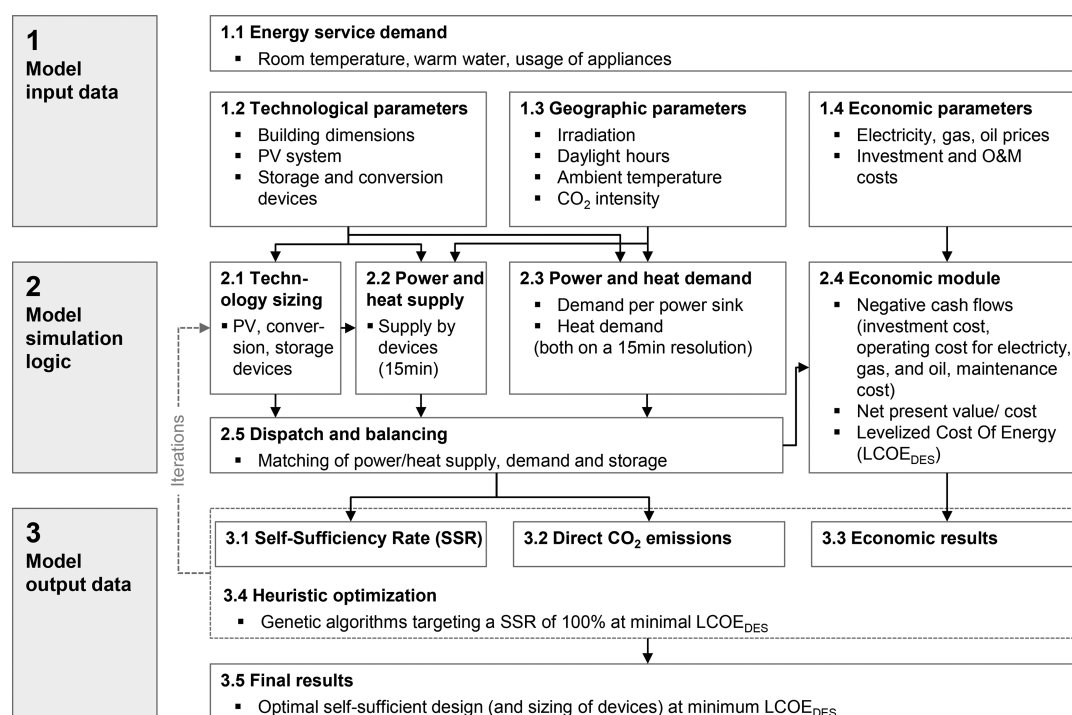 1
Model
input data
1.1 Energy service demand
▪ Room temperature, warm water, usage of appliances
1.2 Technological parameters
▪ Building dimensions
▪ PV system
▪ Storage and conversion
devices
1.3 Geographic parameters
▪ Irradiation
▪ Daylight hours
▪ Ambient temperature
▪ CO₂ intensity
1.4 Economic parameters
▪ Electricity, gas, oil prices
▪ Investment and O&M
costs
2
Model
simulation
logic
2.1 Techn-
ology sizing
▪ PV, conver-
sion, storage
devices
2.2 Power and
heat supply
▪ Supply by
devices
(15min)
2.3 Power and heat demand
▪ Demand per power sink
▪ Heat demand
(both on a 15min resolution)
2.4 Economic module
▪ Negative cash flows
(investment cost,
operating cost for electricty,
gas, and oil, maintenance
cost)
▪ Net present value/ cost
▪ Levelized Cost Of Energy
(LCOE_DES)
2.5 Dispatch and balancing
▪ Matching of power/heat supply, demand and storage
Iterations
3
Model
output data
3.1 Self-Sufficiency Rate (SSR)
3.2 Direct CO₂ emissions
3.3 Economic results
3.4 Heuristic optimization
▪ Genetic algorithms targeting a SSR of 100% at minimal LCOE_DES
3.5 Final results
▪ Optimal self-sufficient design (and sizing of devices) at minimum LCOE_DES